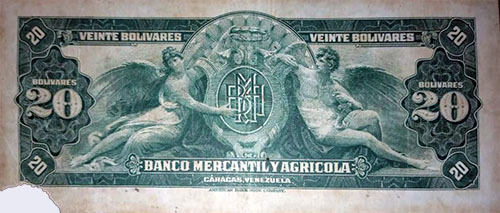 20 VEINTE BOLIVARES VEINTE BOLIVARES 20
BOLIVARES BOLIVARES
20 20
20 BANCO MERCANTIL Y AGRICOLA 20
CARACAS, VENEZUELA
AMERICAN BANK NOTE COMPANY.